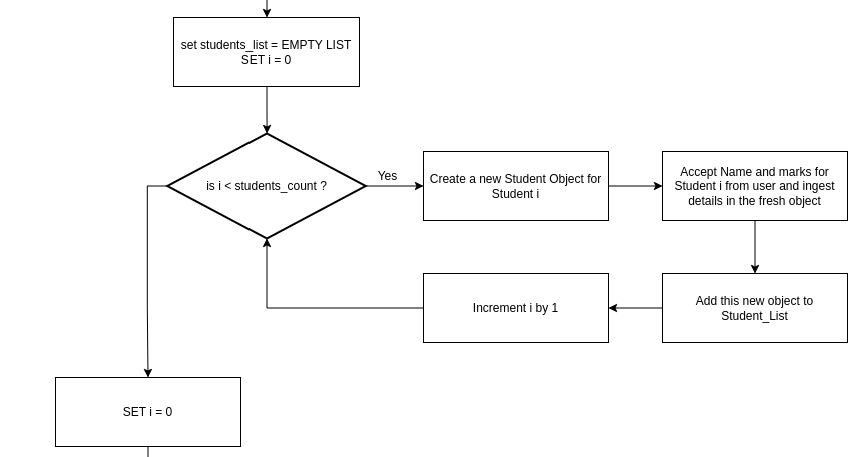 set students_list = EMPTY LIST
SET i = 0
is i < students_count ?
Yes
Create a new Student Object for
Student i
Accept Name and marks for
Student i from user and ingest
details in the fresh object
Add this new object to
Student_List
Increment i by 1
SET i = 0